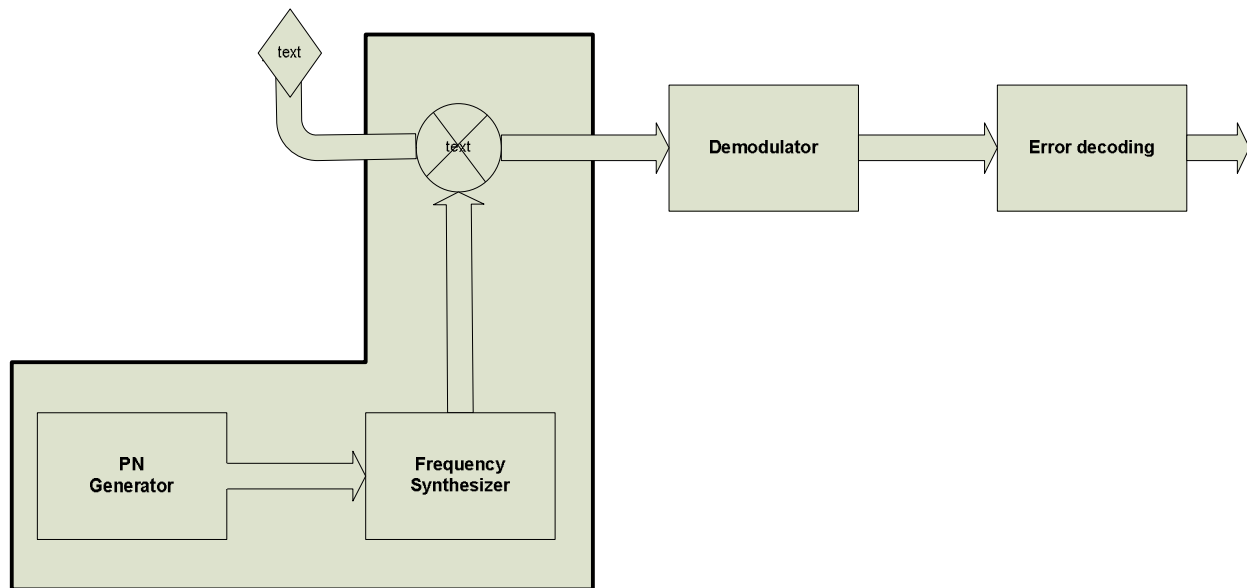 text
text
Demodulator
Error decoding
PN
Generator
Frequency
Synthesizer